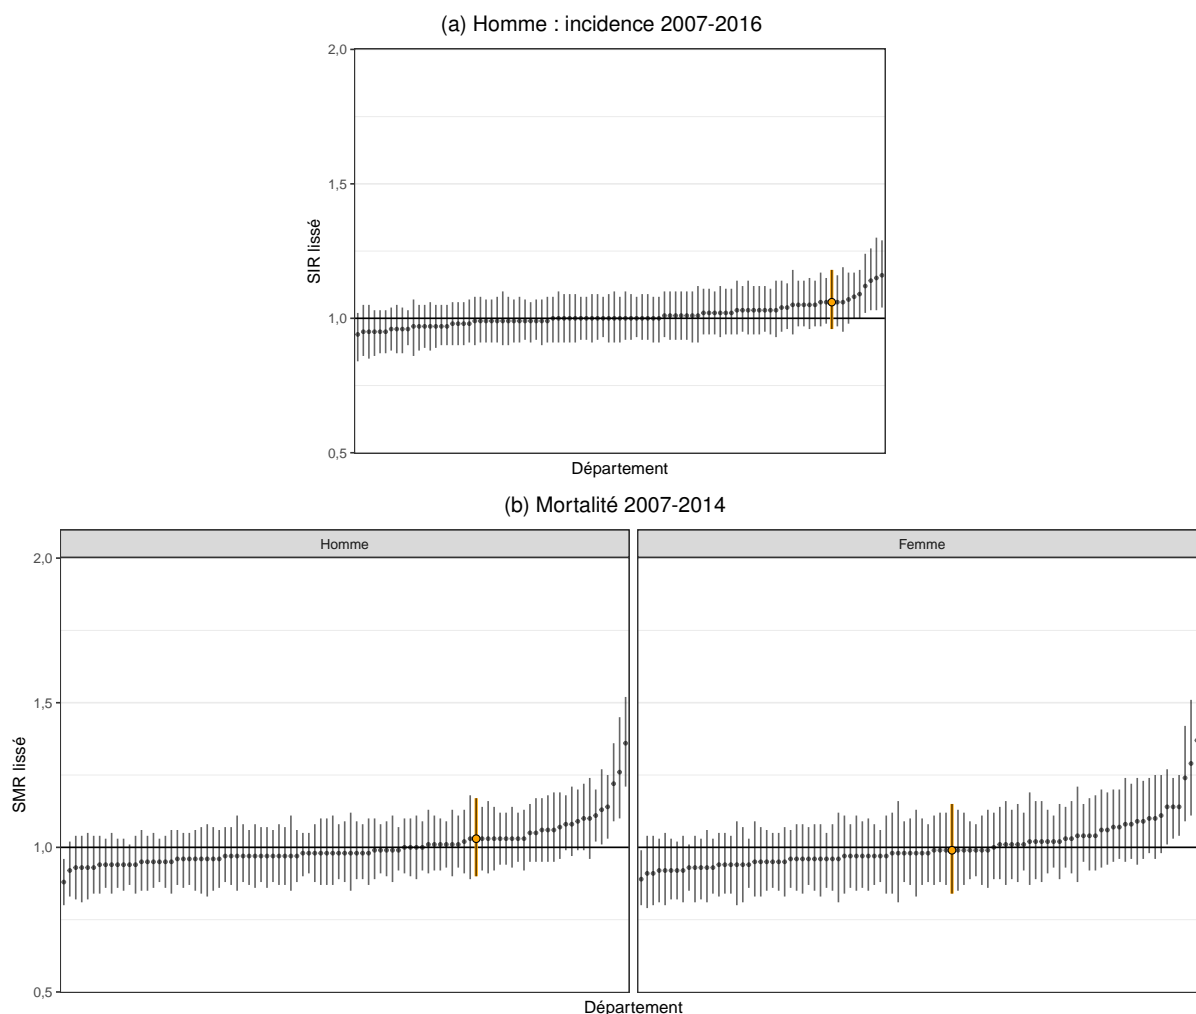 (a) Homme : incidence 2007-2016
2,0
1,5
1,0
0,5
SIR lissé
Département
(b) Mortalité 2007-2014
Homme
Femme
2,0
1,5
1,0
0,5
SMR lissé
Département